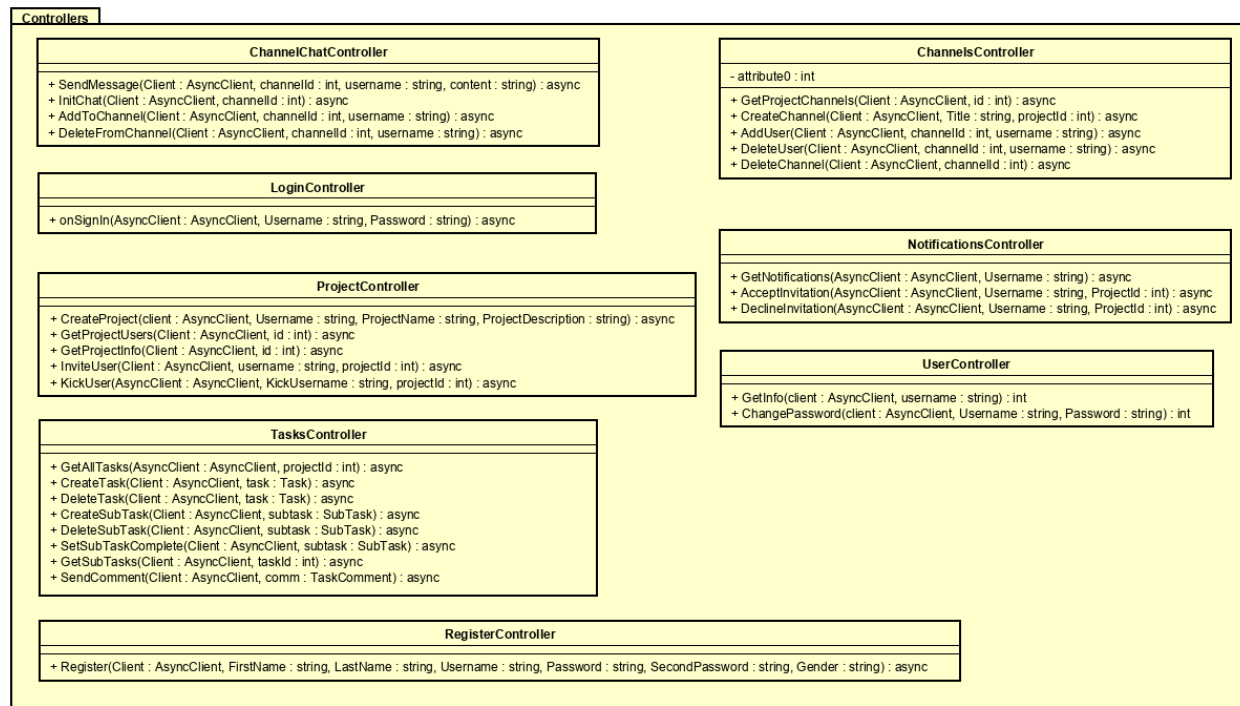 Controllers
ChannelChatController
+ SendMessage(Client : AsyncClient, channelId : int, username : string, content : string) : async
+ InitChat(Client : AsyncClient, channelId : int) : async
+ AddToChannel(Client : AsyncClient, channelId : int, username : string) : async
+ DeleteFromChannel(Client : AsyncClient, channelId : int, username : string) : async
ChannelsController
- attribute0 : int
+ GetProjectChannels(Client : AsyncClient, id : int) : async
+ CreateChannel(Client : AsyncClient, Title : string, projectId : int) : async
+ AddUser(Client : AsyncClient, channelId : int, username : string) : async
+ DeleteUser(Client : AsyncClient, channelId : int, username : string) : async
+ DeleteChannel(Client : AsyncClient, channelId : int) : async
LoginController
+ onSignIn(AsyncClient : AsyncClient, Username : string, Password : string) : async
NotificationsController
+ GetNotifications(AsyncClient : AsyncClient, Username : string) : async
+ AcceptInvitation(AsyncClient : AsyncClient, Username : string, ProjectId : int) : async
+ DeclineInvitation(AsyncClient : AsyncClient, Username : string, ProjectId : int) : async
ProjectController
+ CreateProject(client : AsyncClient, Username : string, ProjectName : string, ProjectDescription : string) : async
+ GetProjectUsers(Client : AsyncClient, id : int) : async
+ GetProjectInfo(Client : AsyncClient, id : int) : async
+ InviteUser(Client : AsyncClient, username : string, projectId : int) : async
+ KickUser(AsyncClient : AsyncClient, KickUsername : string, projectId : int) : async
UserController
+ GetInfo(client : AsyncClient, username : string) : int
+ ChangePassword(client : AsyncClient, Username : string, Password : string) : int
TasksController
+ GetAllTasks(AsyncClient : AsyncClient, projectId : int) : async
+ CreateTask(Client : AsyncClient, task : Task) : async
+ DeleteTask(Client : AsyncClient, task : Task) : async
+ CreateSubTask(Client : AsyncClient, subtask : SubTask) : async
+ DeleteSubTask(Client : AsyncClient, subtask : SubTask) : async
+ SetSubTaskComplete(Client : AsyncClient, subtask : SubTask) : async
+ GetSubTasks(Client : AsyncClient, taskId : int) : async
+ SendComment(Client : AsyncClient, comm : TaskComment) : async
RegisterController
+ Register(Client : AsyncClient, FirstName : string, LastName : string, Username : string, Password : string, SecondPassword : string, Gender : string) : async